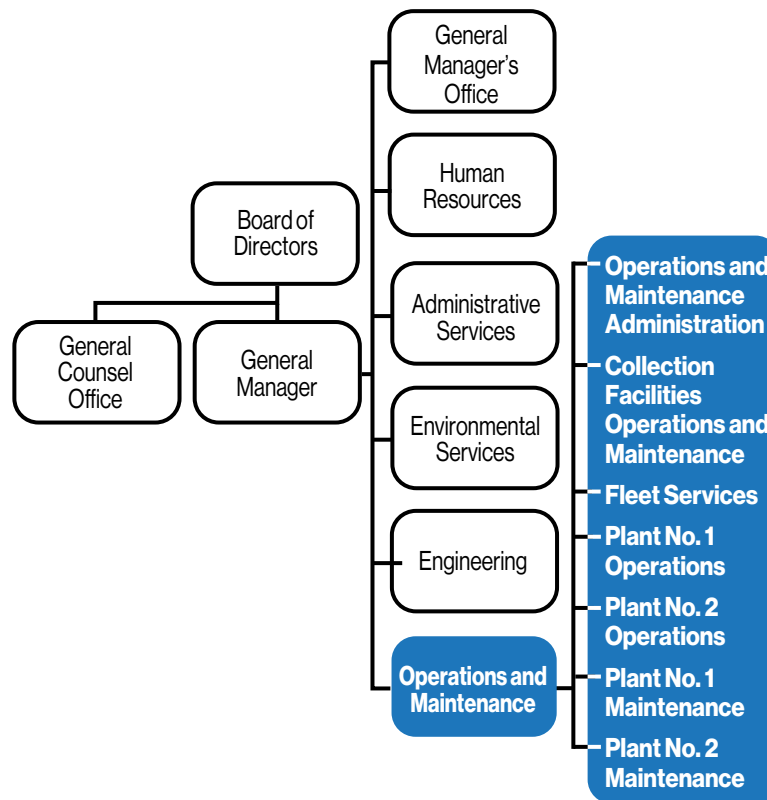 General
Manager's
Office
Human
Resources
Board of
Directors
Administrative
Services
General
Counsel
Office
General
Manager
Environmental
Services
Engineering
Operations and
Maintenance
Operations and
Maintenance
Administration
Collection
Facilities
Operations and
Maintenance
Fleet Services
Plant No. 1
Operations
Plant No. 2
Operations
Plant No. 1
Maintenance
Plant No. 2
Maintenance